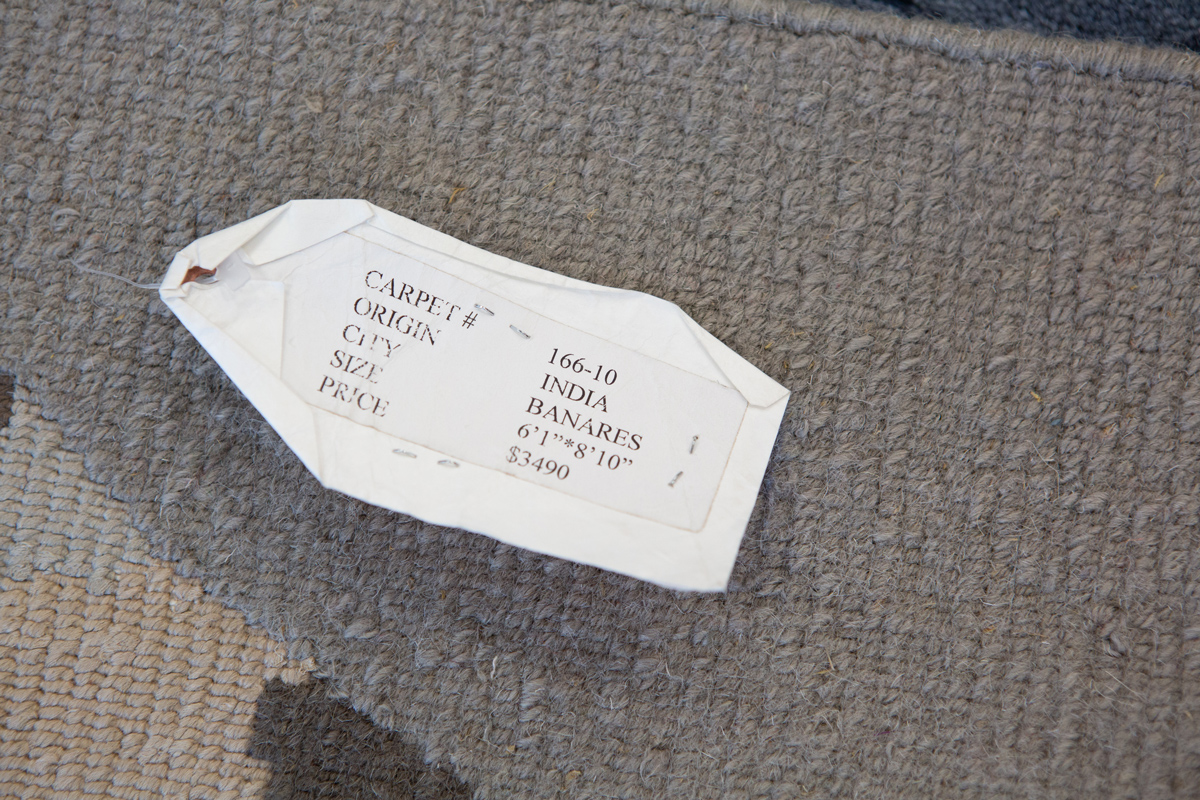 CARPET # 166-10
ORIGIN INDIA
CITY BANARES
SIZE 6'1"*8'10"
PRICE $3490